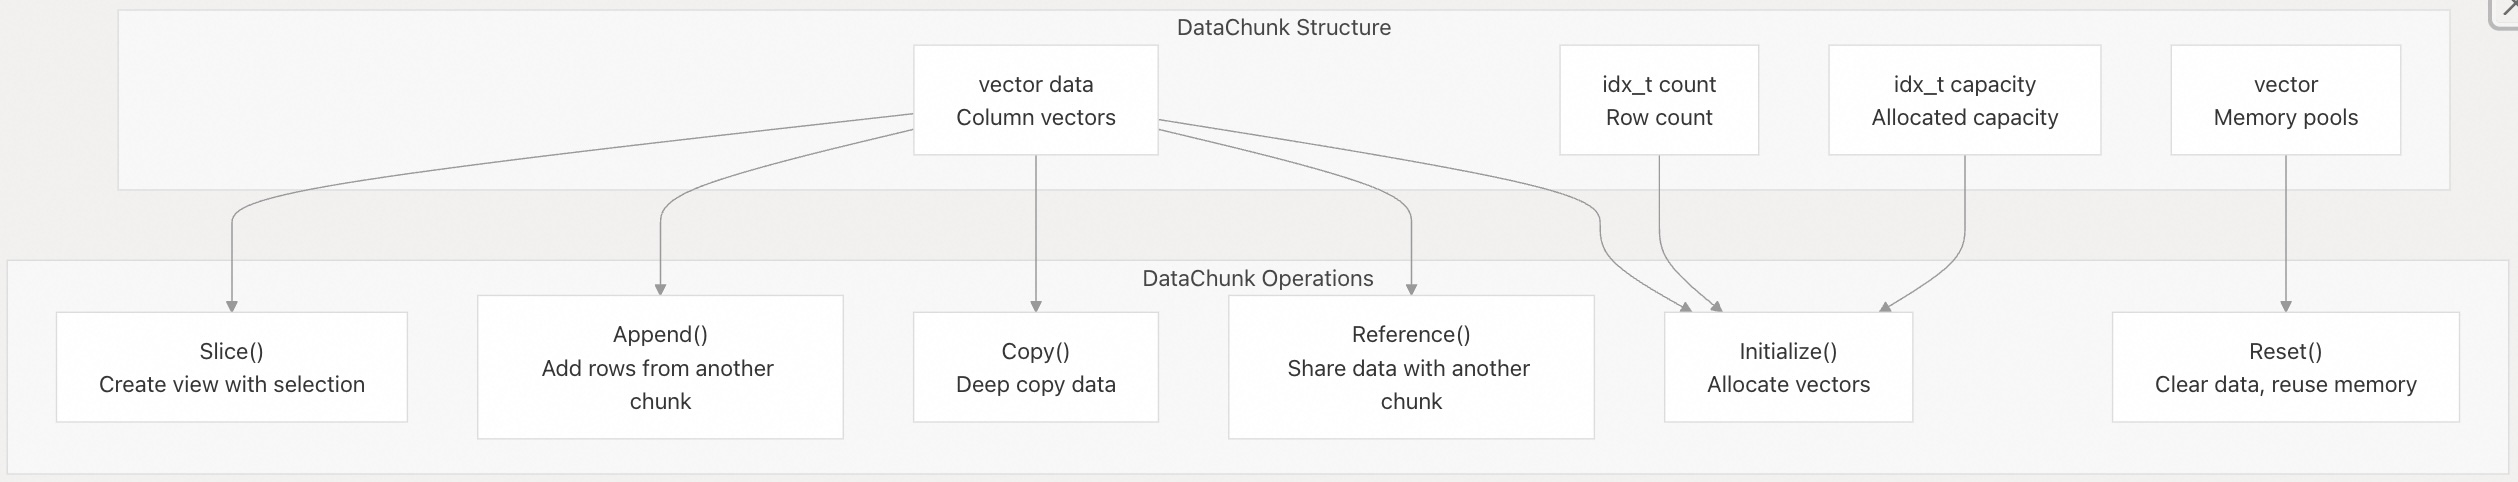 DataChunk Structure
vector data
Column vectors
idx_t count
Row count
idx_t capacity
Allocated capacity
vector
Memory pools
DataChunk Operations
Slice()
Create view with selection
Append()
Add rows from another
chunk
Copy()
Deep copy data
Reference()
Share data with another
chunk
Initialize()
Allocate vectors
Reset()
Clear data, reuse memory